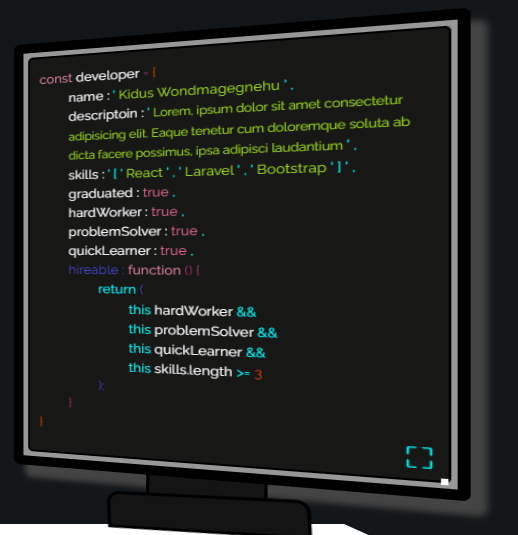 const developer = {
name : ' Kidus Wondmagegnehu ' ,
descriptoin : ' Lorem, ipsum dolor sit amet consectetur
adipisicing elit. Eaque tenetur cum doloremque soluta ab
dicta facere possimus, ipsa adipisci laudantium ' ,
skills : ' [ ' React ' , ' Laravel ' , ' Bootstrap ' ] ' ,
graduated : true ,
hardWorker : true ,
problemSolver : true ,
quickLearner : true ,
hireable : function () {
return (
this hardWorker &&
this problemSolver &&
this quickLearner &&
this skills.length >= 3
);
}
}